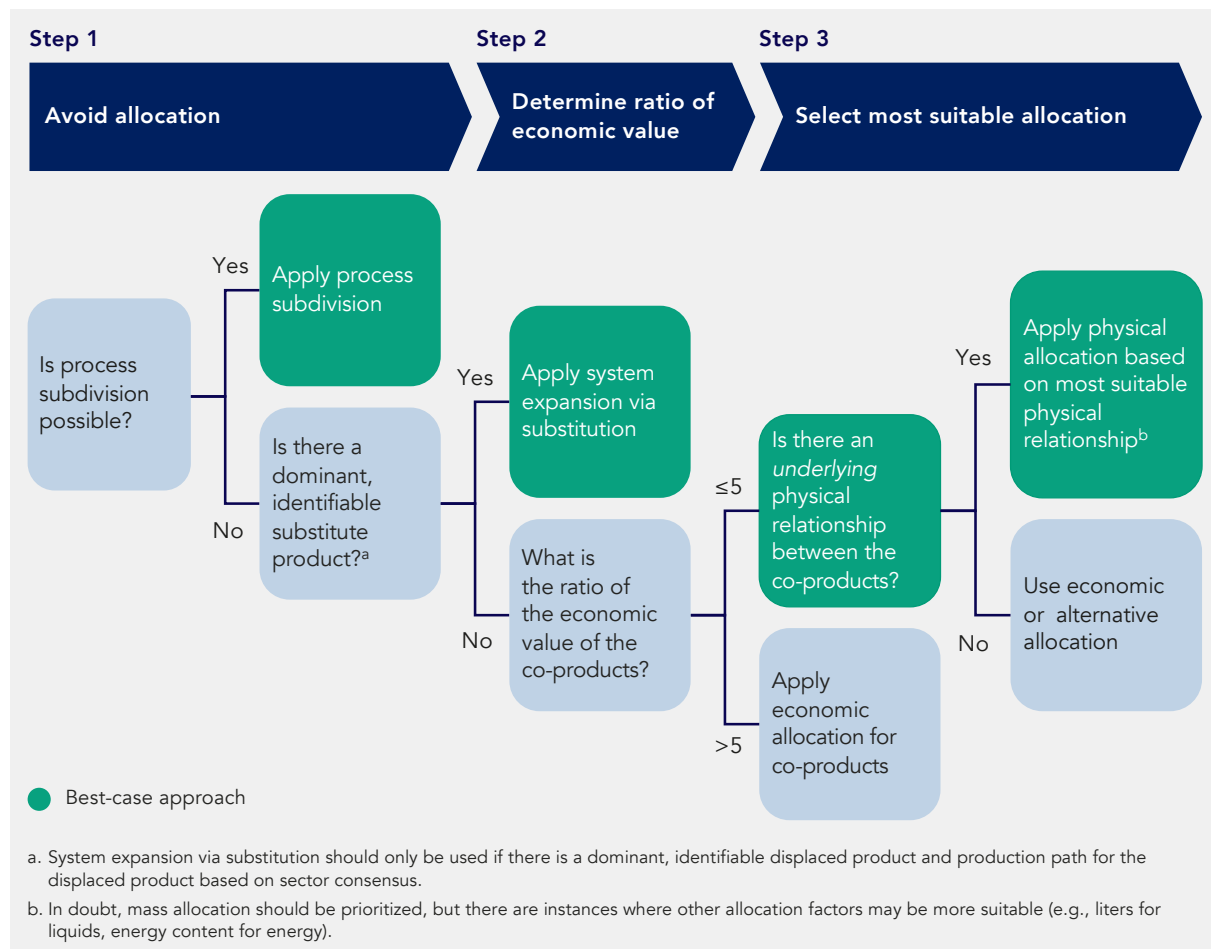 Step 1
Step 2
Step 3
Avoid allocation
Determine ratio of
economic value
Select most suitable allocation
Is process
subdivision
possible?
Yes
Apply process
subdivision
No
Is there a
dominant,
identifiable
substitute
product?ᵃ
Yes
Apply system
expansion via
substitution
No
What is
the ratio of
the economic
value of the
co-products?
≤5
Is there an
underlying
physical
relationship
between the
co-products?
>5
Apply
economic
allocation for
co-products
Yes
Apply physical
allocation based
on most suitable
physical
relationshipᵇ
No
Use economic
or alternative
allocation
Best-case approach
a. System expansion via substitution should only be used if there is a dominant, identifiable displaced product and production path for the
displaced product based on sector consensus.
b. In doubt, mass allocation should be prioritized, but there are instances where other allocation factors may be more suitable (e.g., liters for
liquids, energy content for energy).